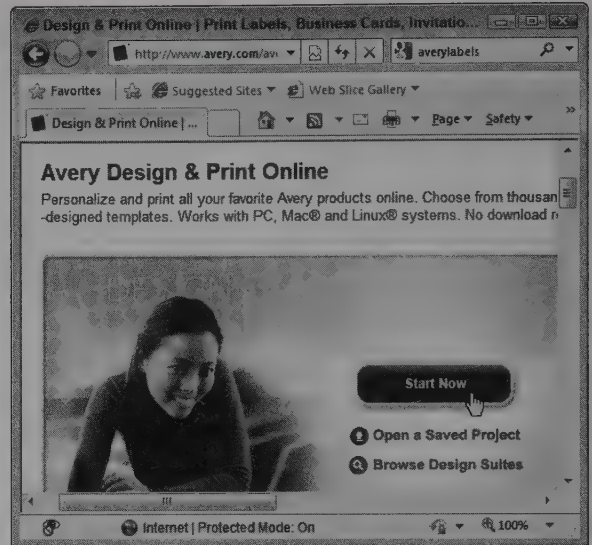 Design & Print Online | Print Labels, Business Cards, Invitatio...
http://www.avery.com/av averylabels
Favorites Suggested Sites Web Slice Gallery
Design & Print Online | ... Page Safety »
Avery Design & Print Online
Personalize and print all your favorite Avery products online. Choose from thousan
-designed templates. Works with PC, Mac® and Linux® systems. No download r
Start Now
Open a Saved Project
Browse Design Suites
Internet | Protected Mode: On 100%